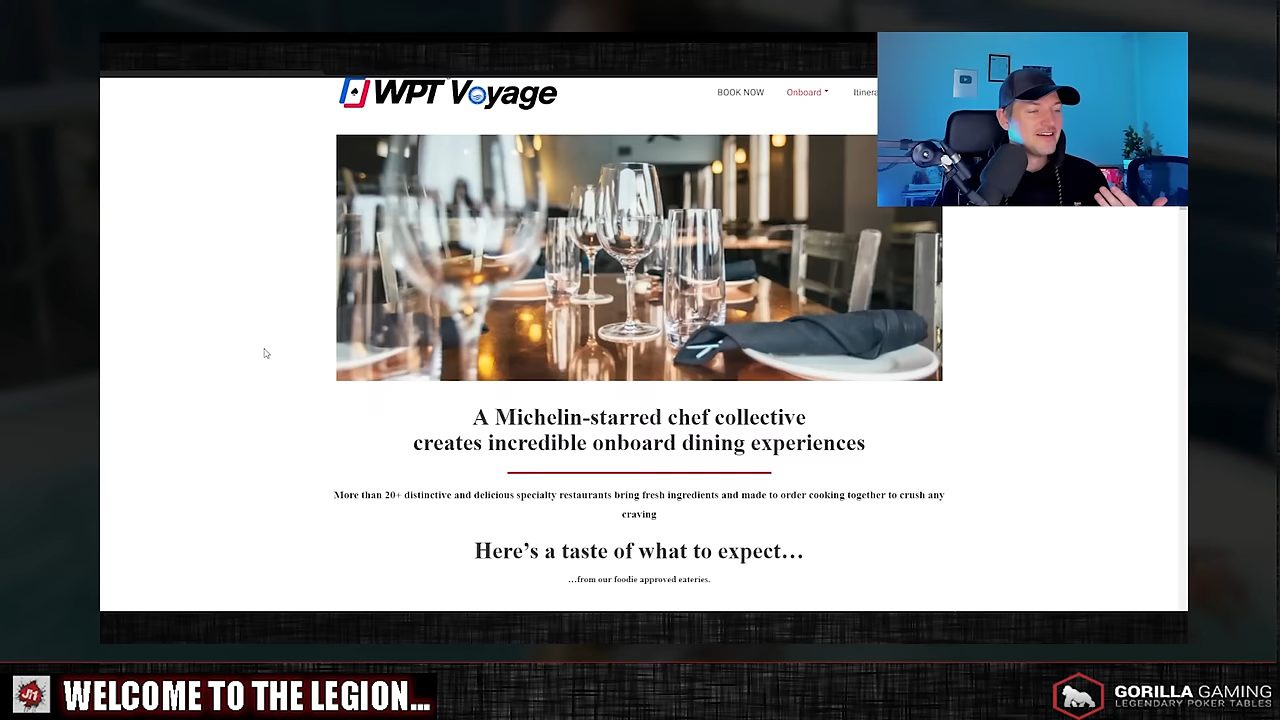 WPT Voyage
BOOK NOW Onboard Itinera
A Michelin-starred chef collective
creates incredible onboard dining experiences
More than 20+ distinctive and delicious specialty restaurants bring fresh ingredients and made to order cooking together to crush any
craving
Here’s a taste of what to expect…
…from our foodie approved eateries.
WELCOME TO THE LEGION...
GORILLA GAMING
LEGENDARY POKER TABLES